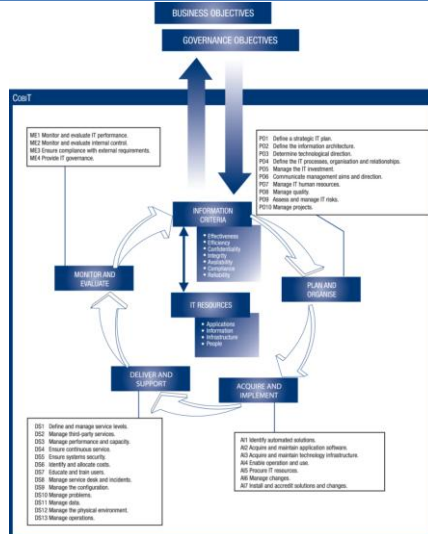 BUSINESS OBJECTIVES
GOVERNANCE OBJECTIVES
COBIT
ME1 Monitor and evaluate IT performance.
ME2 Monitor and evaluate internal control.
ME3 Ensure compliance with external requirements.
ME4 Provide IT governance.
PO1 Define a strategic IT plan.
PO2 Define the information architecture.
PO3 Determine technological direction.
PO4 Define the IT processes, organisation and relationships.
PO5 Manage the IT investment.
PO6 Communicate management aims and direction.
PO7 Manage IT human resources.
PO8 Manage quality.
PO9 Assess and manage IT risks.
PO10 Manage projects.
INFORMATION
CRITERIA
• Effectiveness
• Efficiency
• Confidentiality
• Integrity
• Availability
• Compliance
• Reliability
MONITOR AND
EVALUATE
PLAN AND
ORGANISE
IT RESOURCES
• Applications
• Information
• Infrastructure
• People
DELIVER AND
SUPPORT
ACQUIRE AND
IMPLEMENT
DS1 Define and manage service levels.
DS2 Manage third-party services.
DS3 Manage performance and capacity.
DS4 Ensure continuous service.
DS5 Ensure systems security.
DS6 Identify and allocate costs.
DS7 Educate and train users.
DS8 Manage service desk and incidents.
DS9 Manage the configuration.
DS10 Manage problems.
DS11 Manage data.
DS12 Manage the physical environment.
DS13 Manage operations.
AI1 Identify automated solutions.
AI2 Acquire and maintain application software.
AI3 Acquire and maintain technology infrastructure.
AI4 Enable operation and use.
AI5 Procure IT resources.
AI6 Manage changes.
AI7 Install and accredit solutions and changes.